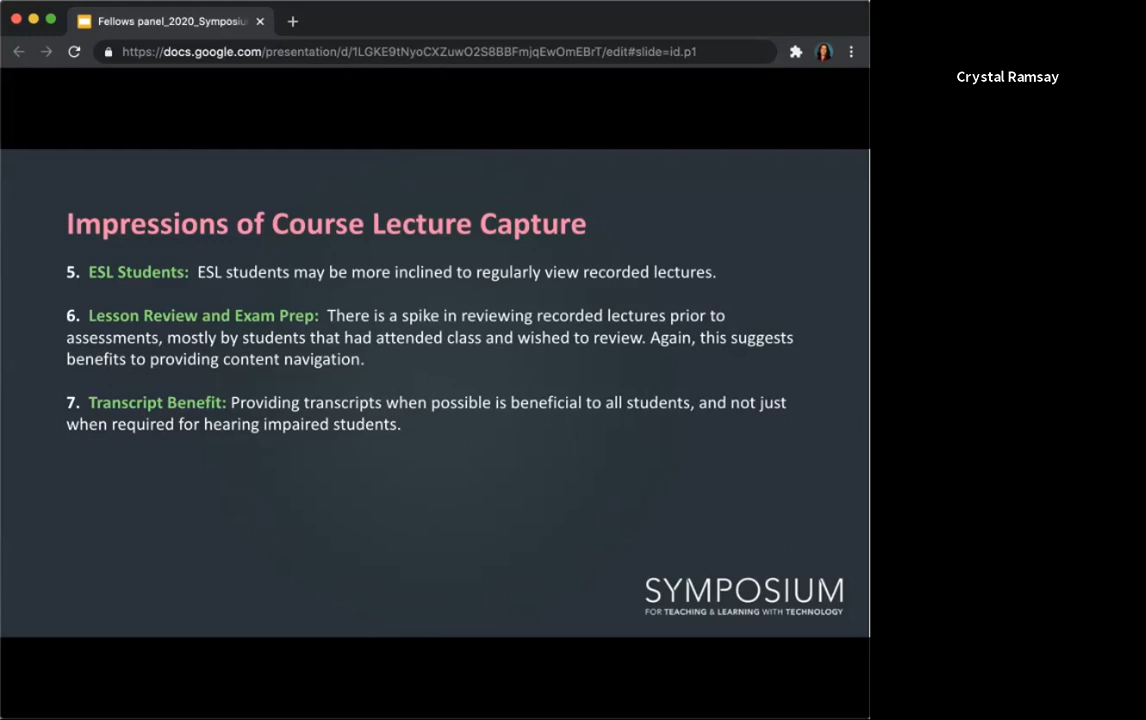 Fellows panel_2020_Symposiu
https://docs.google.com/presentation/d/1LGKE9tNyoCXZuwO2S8BBFmjqEwOmEBrT/edit#slide=id.p1
Crystal Ramsay
Impressions of Course Lecture Capture
5. ESL Students: ESL students may be more inclined to regularly view recorded lectures.
6. Lesson Review and Exam Prep: There is a spike in reviewing recorded lectures prior to
assessments, mostly by students that had attended class and wished to review. Again, this suggests
benefits to providing content navigation.
7. Transcript Benefit: Providing transcripts when possible is beneficial to all students, and not just
when required for hearing impaired students.
SYMPOSIUM
FOR TEACHING & LEARNING WITH TECHNOLOGY